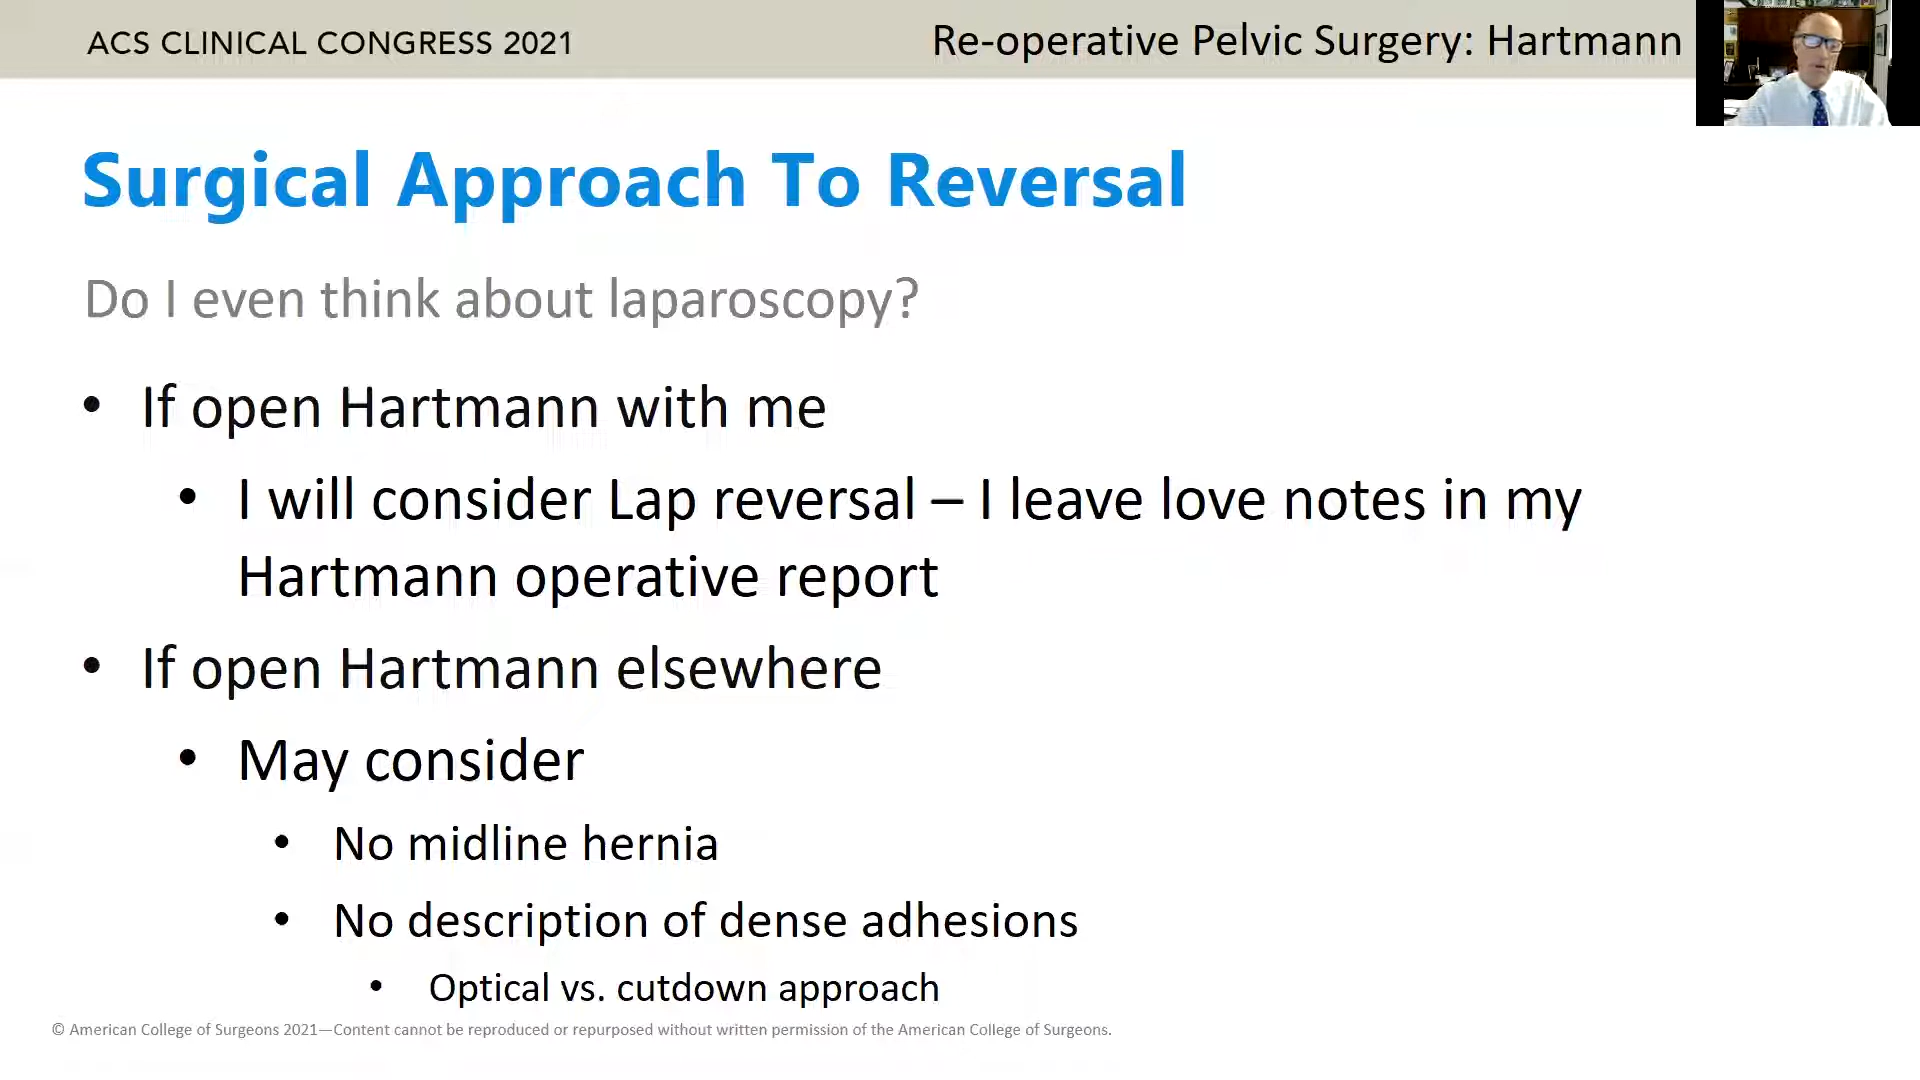 ACS CLINICAL CONGRESS 2021
Re-operative Pelvic Surgery: Hartmann
Surgical Approach To Reversal
Do I even think about laparoscopy?
• If open Hartmann with me
• I will consider Lap reversal – I leave love notes in my
Hartmann operative report
• If open Hartmann elsewhere
• May consider
• No midline hernia
• No description of dense adhesions
• Optical vs. cutdown approach
© American College of Surgeons 2021—Content cannot be reproduced or repurposed without written permission of the American College of Surgeons.